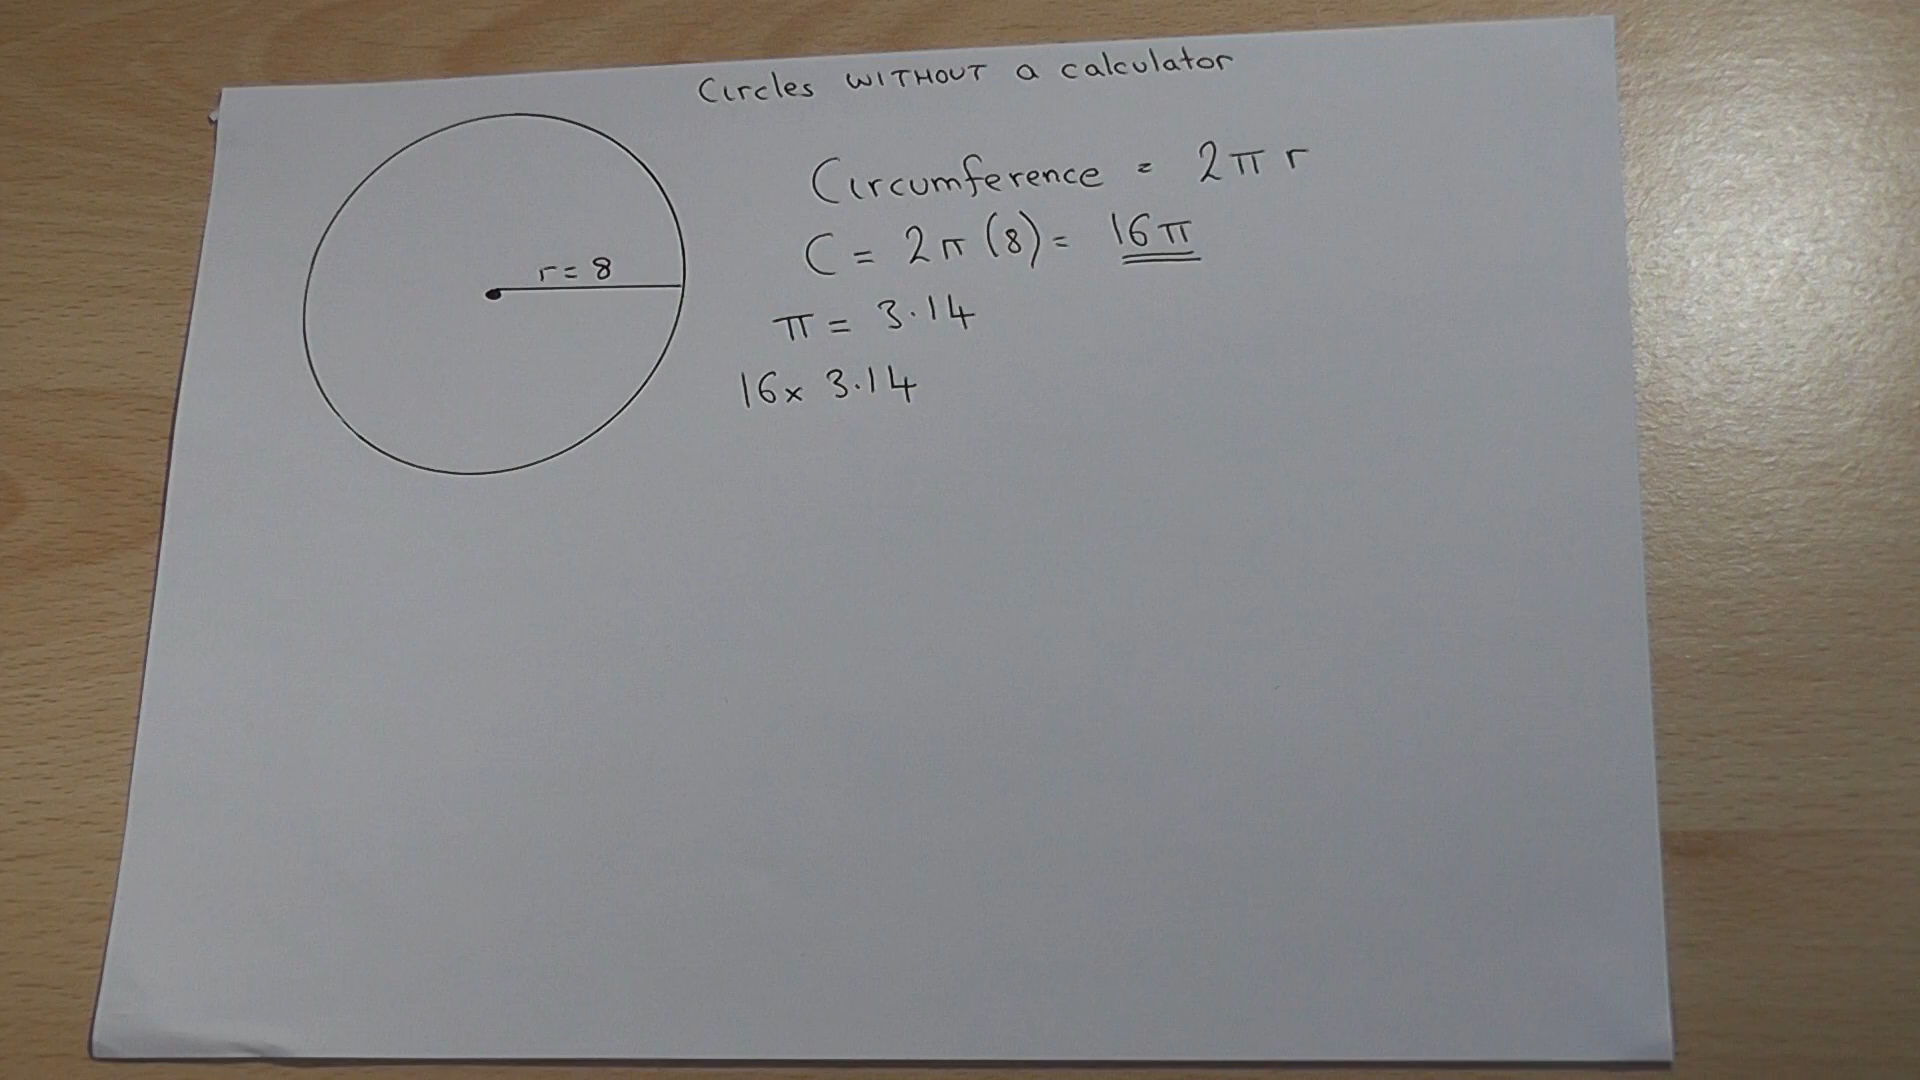 Circles WITHOUT a calculator
Circumference = 2π r
C = 2π (8) = 16π
r = 8
π = 3.14
16 x 3.14